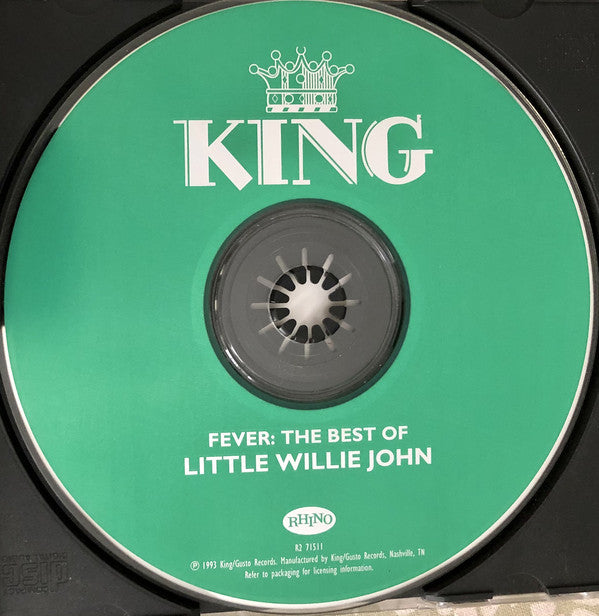 KING
FEVER: THE BEST OF
LITTLE WILLIE JOHN
RHINO
R2 71511
℗ 1993 King/Gusto Records. Manufactured by King/Gusto Records, Nashville, TN
Refer to packaging for licensing information.